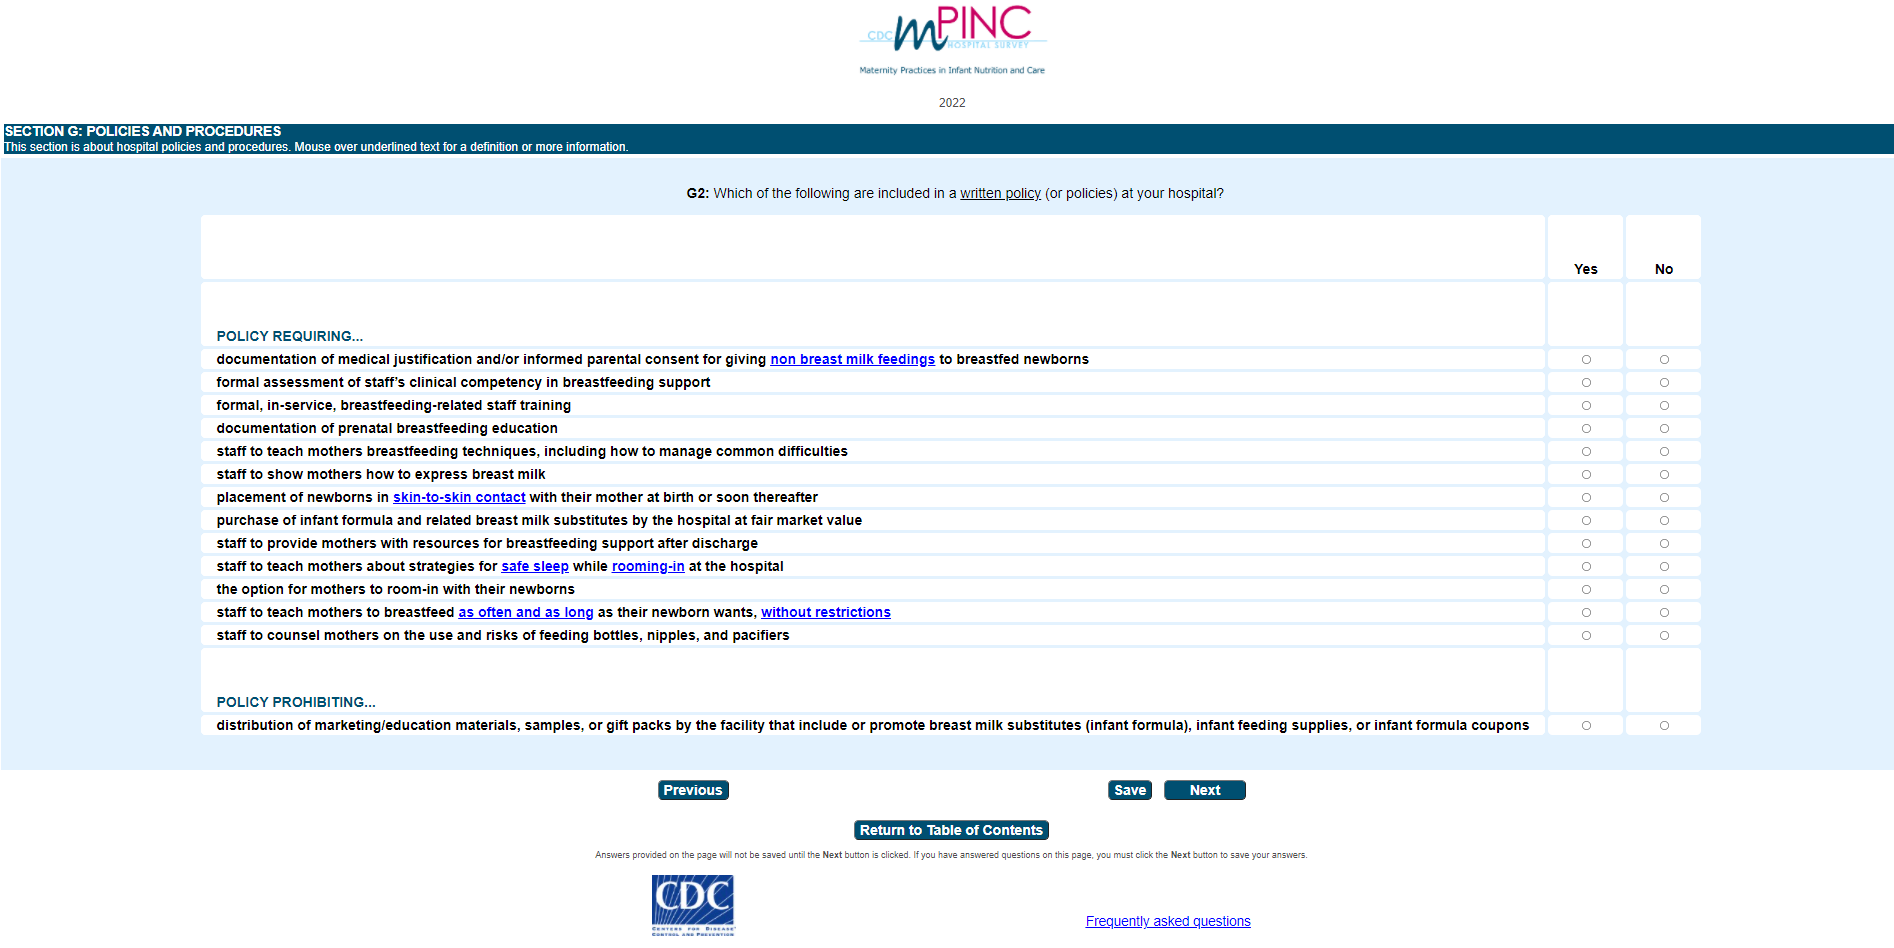 CDC mPINC
HOSPITAL SURVEY
Maternity Practices in Infant Nutrition and Care
2022
SECTION G: POLICIES AND PROCEDURES
This section is about hospital policies and procedures. Mouse over underlined text for a definition or more information.
G2: Which of the following are included in a written policy (or policies) at your hospital?
Yes No
POLICY REQUIRING...
documentation of medical justification and/or informed parental consent for giving non breast milk feedings to breastfed newborns
formal assessment of staff's clinical competency in breastfeeding support
formal, in-service, breastfeeding-related staff training
documentation of prenatal breastfeeding education
staff to teach mothers breastfeeding techniques, including how to manage common difficulties
staff to show mothers how to express breast milk
placement of newborns in skin-to-skin contact with their mother at birth or soon thereafter
purchase of infant formula and related breast milk substitutes by the hospital at fair market value
staff to provide mothers with resources for breastfeeding support after discharge
staff to teach mothers about strategies for safe sleep while rooming-in at the hospital
the option for mothers to room-in with their newborns
staff to teach mothers to breastfeed as often and as long as their newborn wants, without restrictions
staff to counsel mothers on the use and risks of feeding bottles, nipples, and pacifiers
POLICY PROHIBITING...
distribution of marketing/education materials, samples, or gift packs by the facility that include or promote breast milk substitutes (infant formula), infant feeding supplies, or infant formula coupons
Previous Save Next
Return to Table of Contents
Answers provided on the page will not be saved until the Next button is clicked. If you have answered questions on this page, you must click the Next button to save your answers.
CDC
CENTERS FOR DISEASE
CONTROL AND PREVENTION
Frequently asked questions